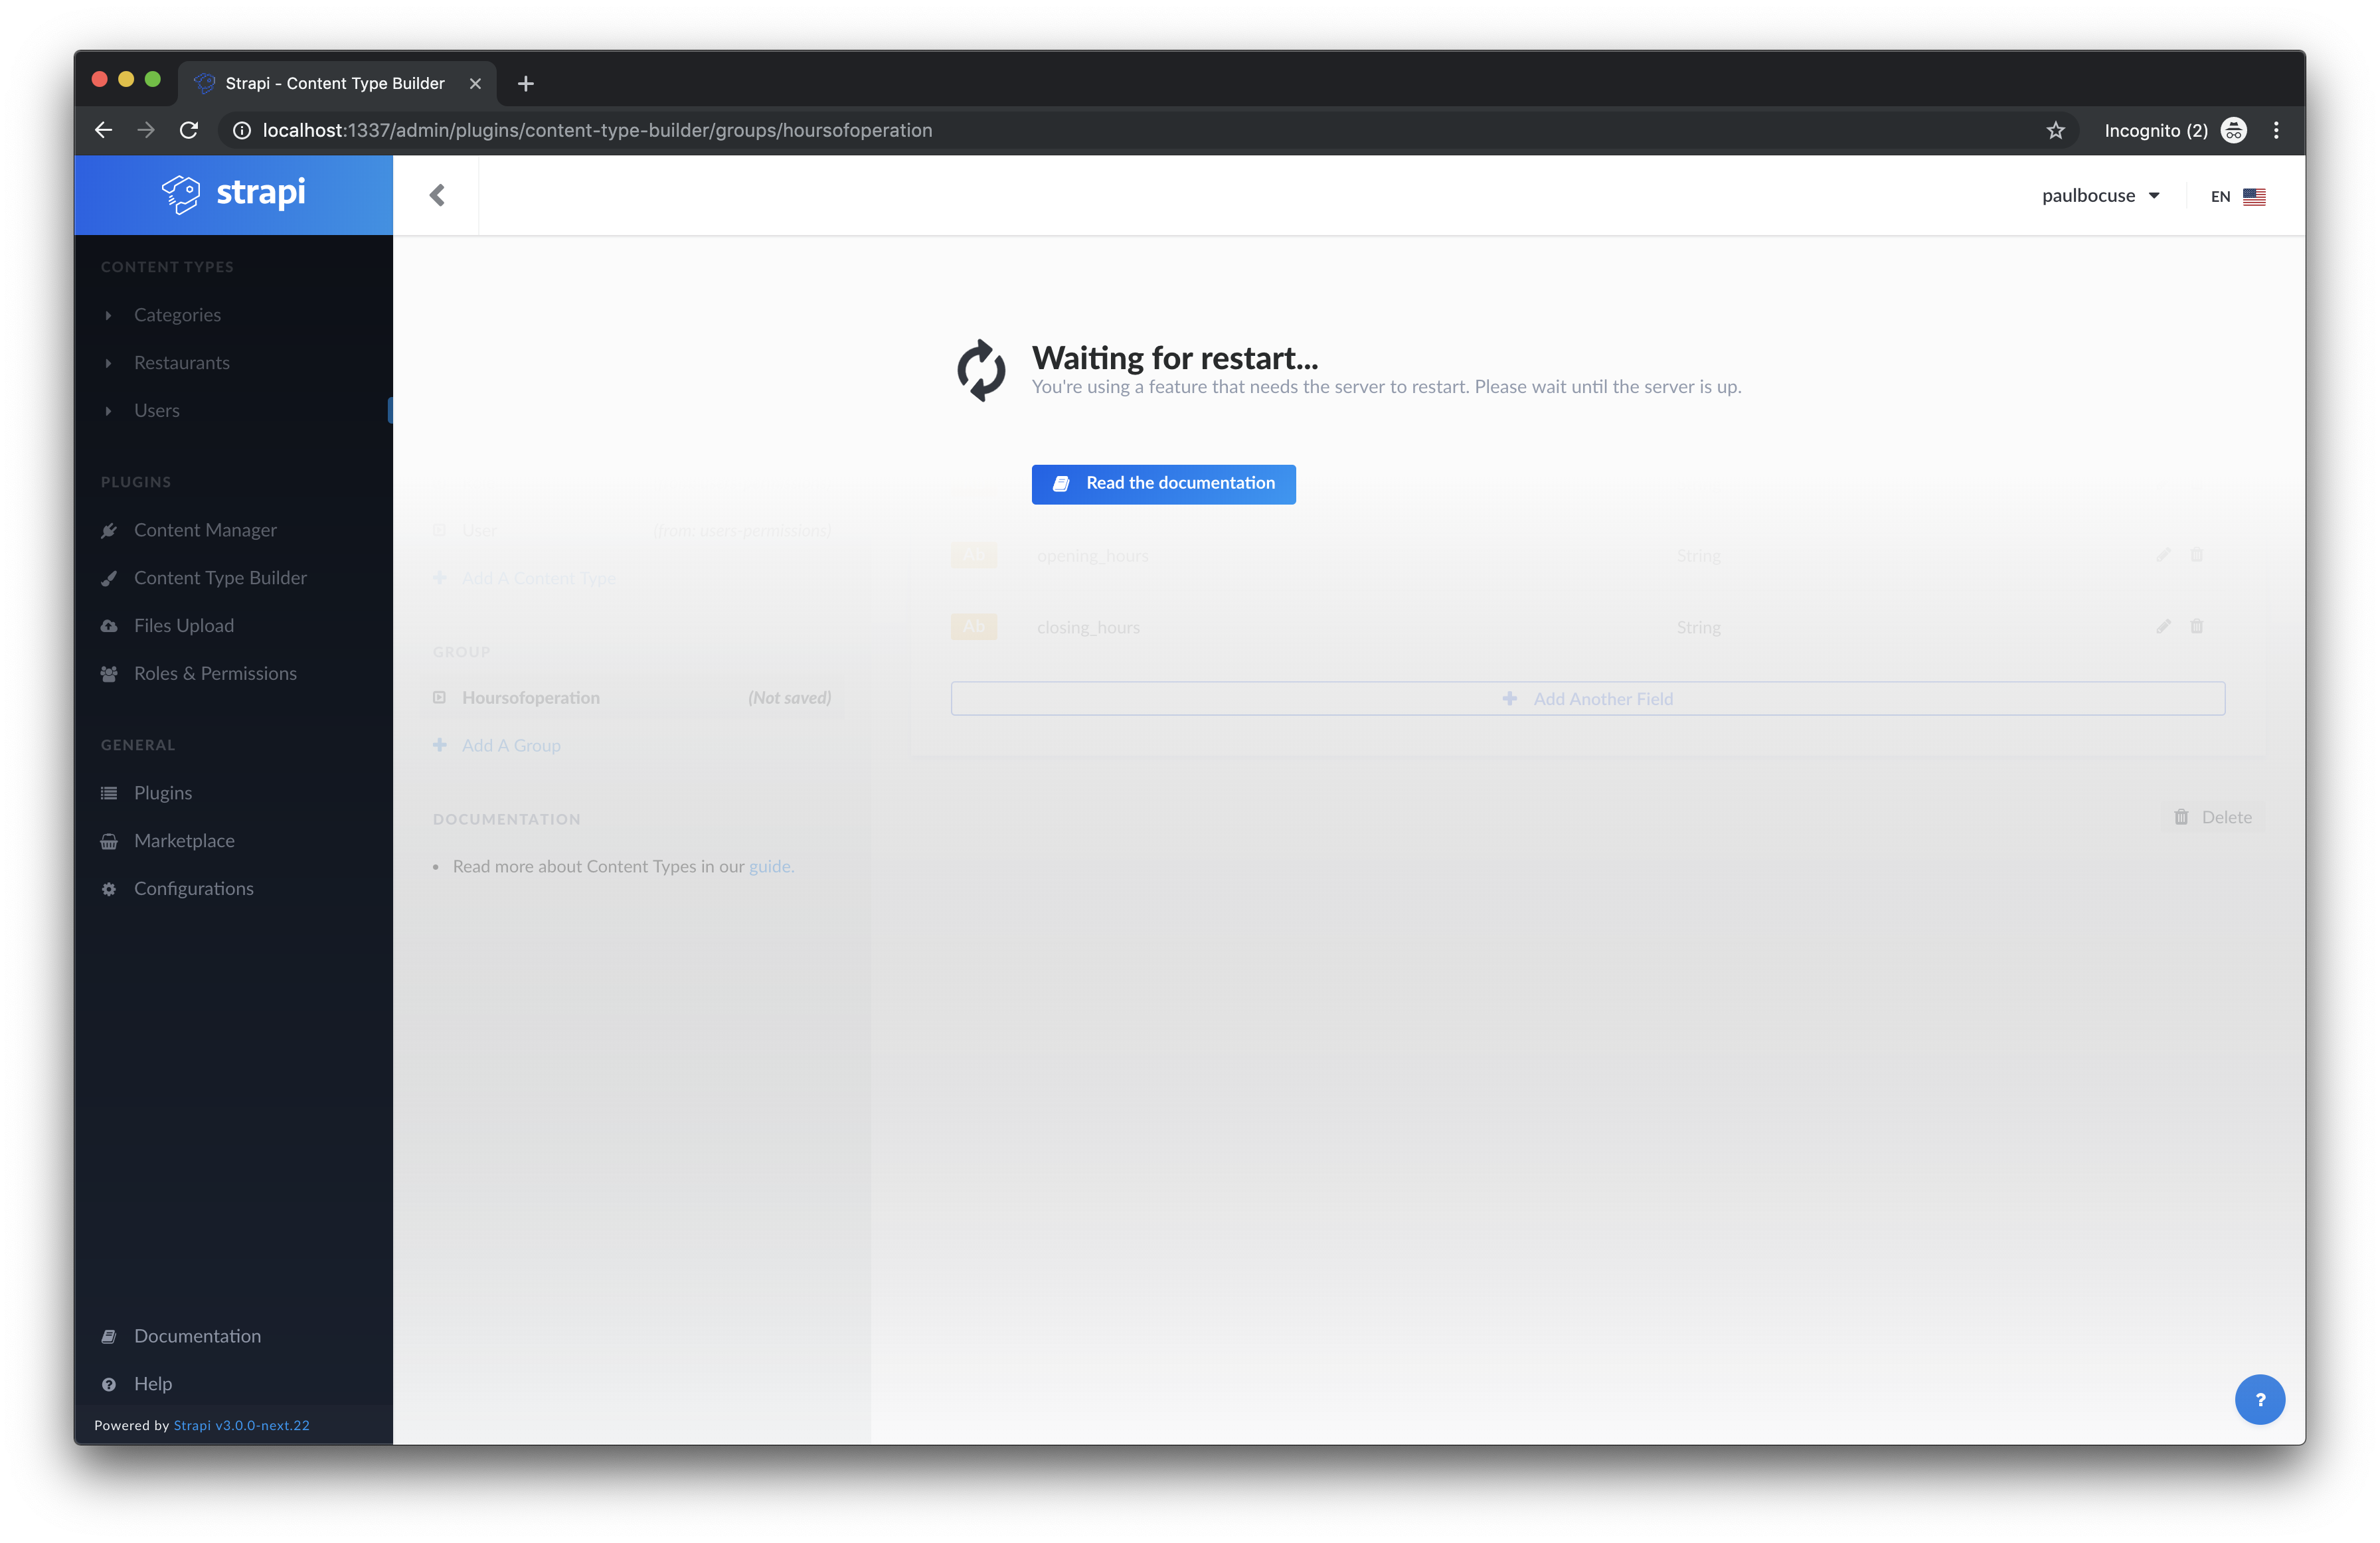 Strapi - Content Type Builder
localhost:1337/admin/plugins/content-type-builder/groups/hoursofoperation
Incognito (2)
strapi
paulbocuse
EN
CONTENT TYPES
Categories
Restaurants
Users
PLUGINS
Content Manager
Content Type Builder
Files Upload
Roles & Permissions
GENERAL
Plugins
Marketplace
Configurations
Documentation
Help
Powered by Strapi v3.0.0-next.22
Waiting for restart...
You're using a feature that needs the server to restart. Please wait until the server is up.
Read the documentation
User (from: users-permissions)
Add A Content Type
GROUP
Hoursofoperation (Not saved)
Add A Group
DOCUMENTATION
Read more about Content Types in our guide.
Ab opening_hours String
Ab closing_hours String
Add Another Field
Delete
?